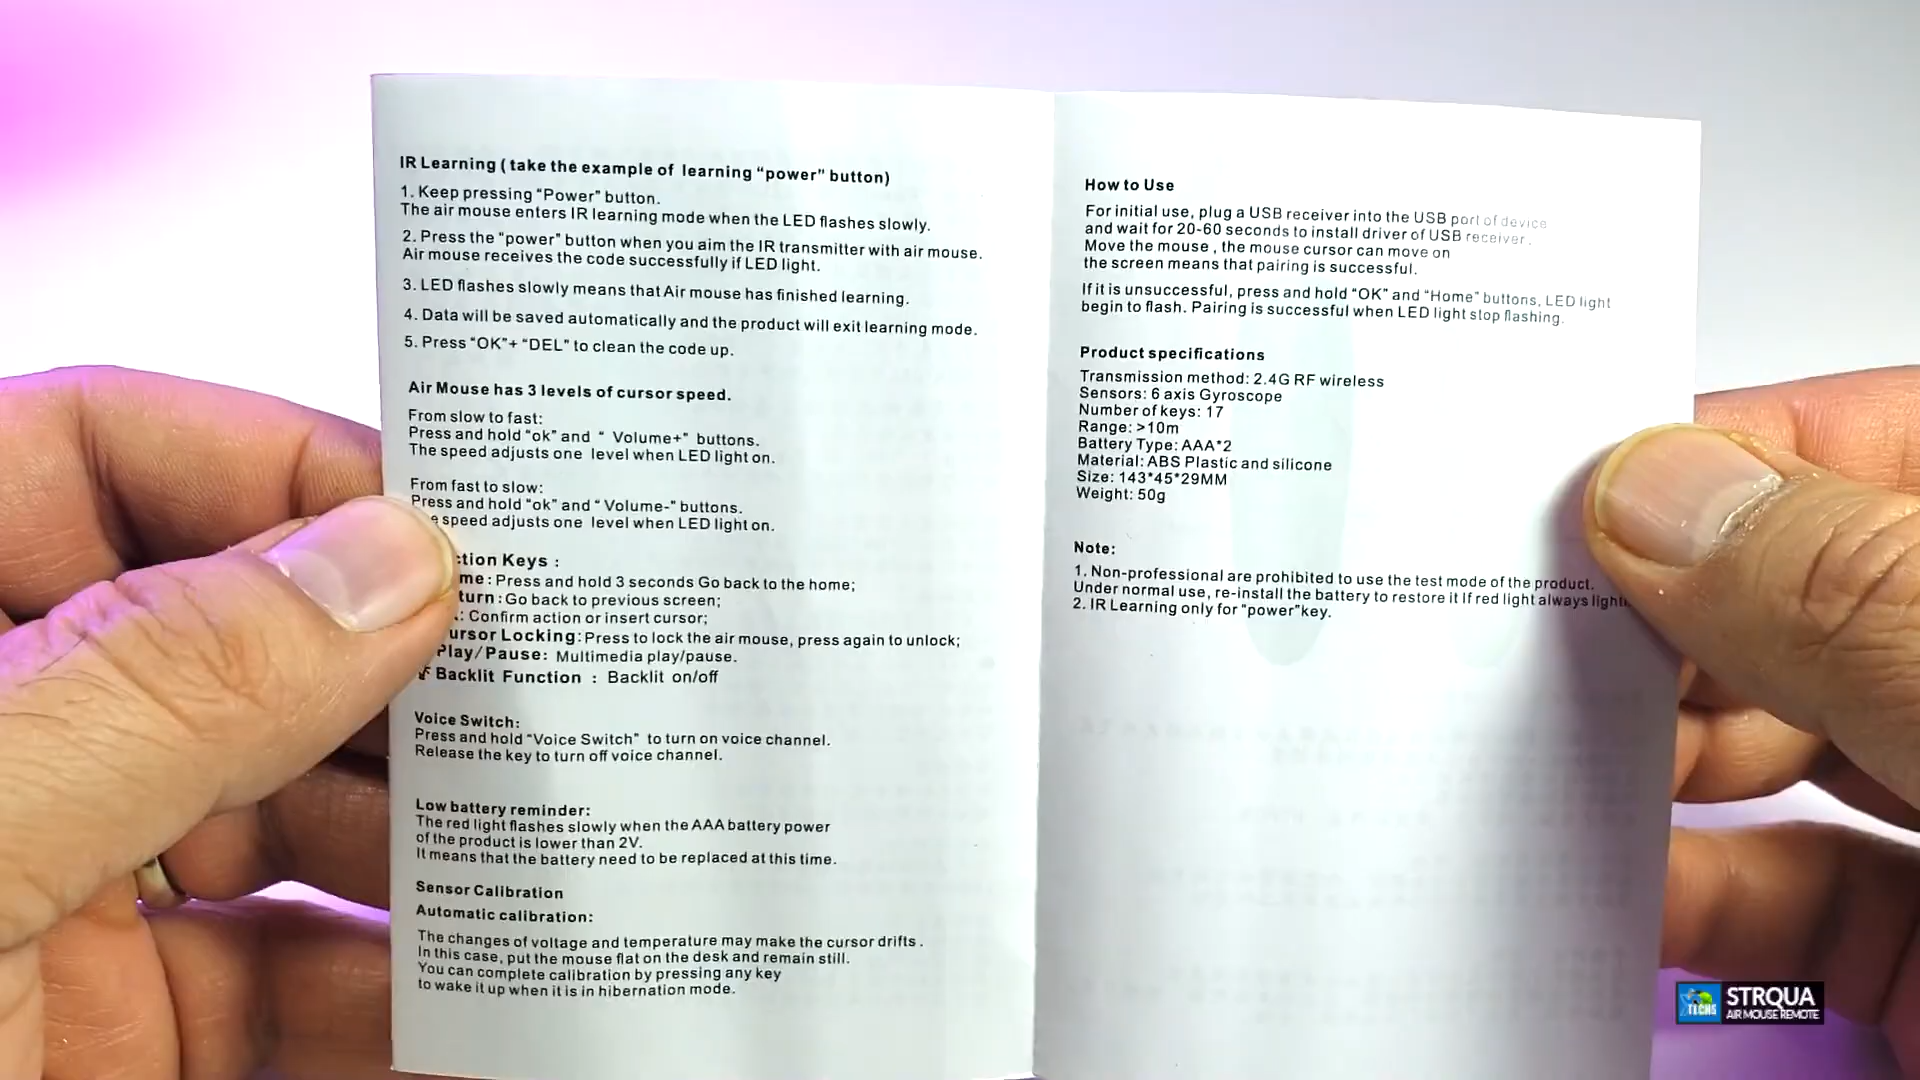 IR Learning ( take the example of learning “power” button)
1. Keep pressing “Power” button.
The air mouse enters IR learning mode when the LED flashes slowly.
2. Press the “power” button when you aim the IR transmitter with air mouse.
Air mouse receives the code successfully if LED light.
3. LED flashes slowly means that Air mouse has finished learning.
4. Data will be saved automatically and the product will exit learning mode.
5. Press “OK”+ “DEL” to clean the code up.
Air Mouse has 3 levels of cursor speed.
From slow to fast:
Press and hold “ok” and “ Volume+” buttons.
The speed adjusts one level when LED light on.
From fast to slow:
Press and hold “ok” and “ Volume-” buttons.
speed adjusts one level when LED light on.
Keys :
Press and hold 3 seconds Go back to the home;
Go back to previous screen;
: Confirm action or insert cursor;
Locking: Press to lock the air mouse, press again to unlock;
Play/Pause: Multimedia play/pause.
Backlit Function : Backlit on/off
Voice Switch:
Press and hold “Voice Switch” to turn on voice channel.
Release the key to turn off voice channel.
Low battery reminder:
The red light flashes slowly when the AAA battery power
of the product is lower than 2V.
It means that the battery need to be replaced at this time.
Sensor Calibration
Automatic calibration:
The changes of voltage and temperature may make the cursor drifts .
In this case, put the mouse flat on the desk and remain still.
You can complete calibration by pressing any key
to wake it up when it is in hibernation mode.
How to Use
For initial use, plug a USB receiver into the USB port of device
and wait for 20-60 seconds to install driver of USB receiver .
Move the mouse , the mouse cursor can move on
the screen means that pairing is successful.
If it is unsuccessful, press and hold “OK” and “Home” buttons, LED light
begin to flash. Pairing is successful when LED light stop flashing.
Product specifications
Transmission method: 2.4G RF wireless
Sensors: 6 axis Gyroscope
Number of keys: 17
Range: >10m
Battery Type: AAA*2
Material: ABS Plastic and silicone
Size: 143*45*29MM
Weight: 50g
Note:
1. Non-professional are prohibited to use the test mode of the product.
Under normal use, re-install the battery to restore it If red light always
2. IR Learning only for “power”key.
TECHS
STRQUA
AIR MOUSE REMOTE